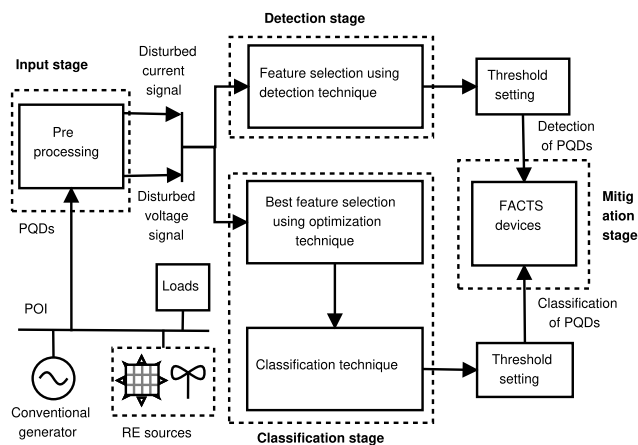 Detection stage
Input stage
Disturbed
current
signal
Feature selection using
detection technique
Threshold
setting
Pre
processing
Detection
of PQDs
Disturbed
voltage
signal
PQDs
Best feature selection
using optimization
technique
FACTS
devices
Mitig
ation
stage
Loads
POI
Classification
of PQDs
Classification technique
Threshold
setting
Conventional
generator
RE sources
Classification stage